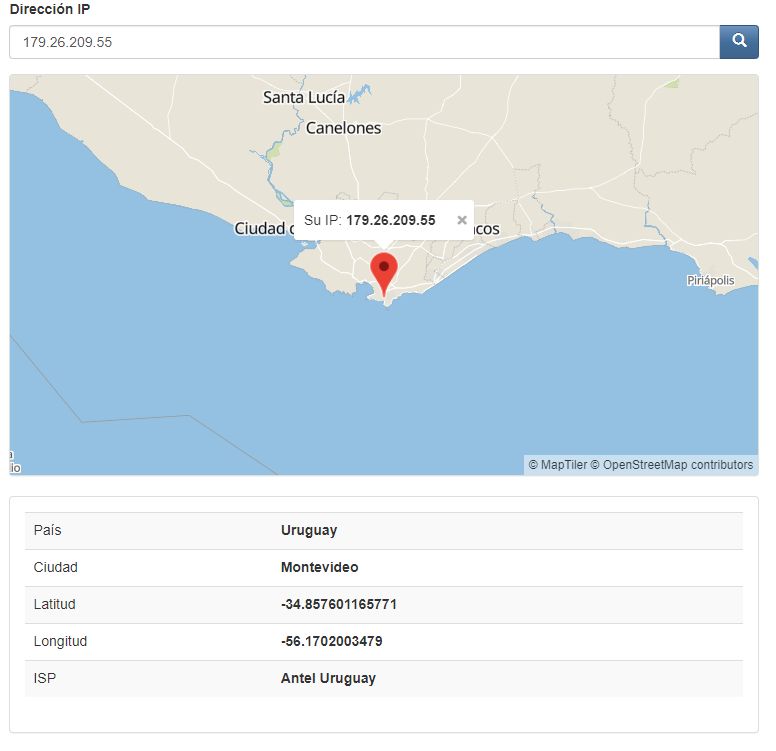 Dirección IP
179.26.209.55
Santa Lucía
Canelones
Su IP: 179.26.209.55 ×
Ciudad d
cos
Piriápolis
a
io
© MapTiler © OpenStreetMap contributors
País Uruguay
Ciudad Montevideo
Latitud -34.857601165771
Longitud -56.1702003479
ISP Antel Uruguay